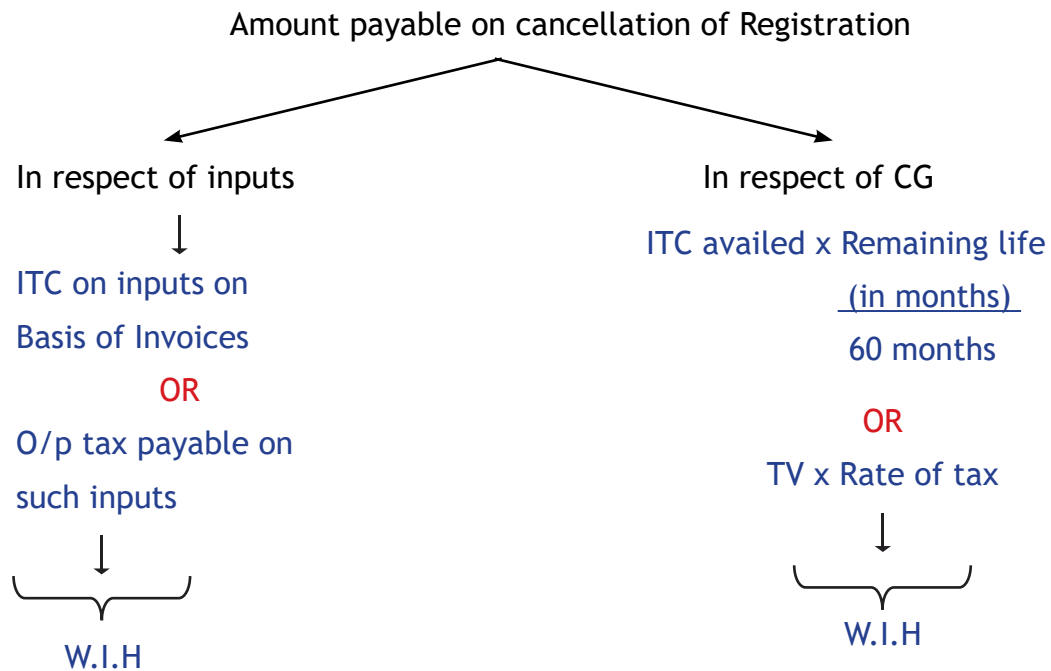 Amount payable on cancellation of Registration
In respect of inputs
ITC on inputs on
Basis of Invoices
OR
O/p tax payable on
such inputs
W.I.H
In respect of CG
ITC availed x Remaining life
(in months)
60 months
OR
TV x Rate of tax
W.I.H